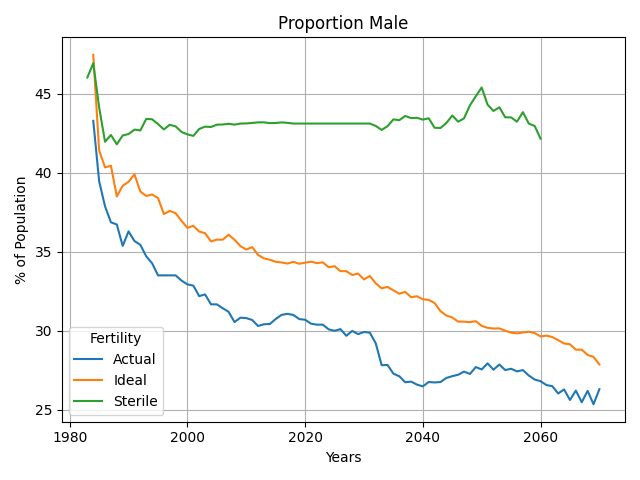 Proportion Male
% of Population
45
40
35
30
25
Fertility
Actual
Ideal
Sterile
1980
2000
2020
2040
2060
Years